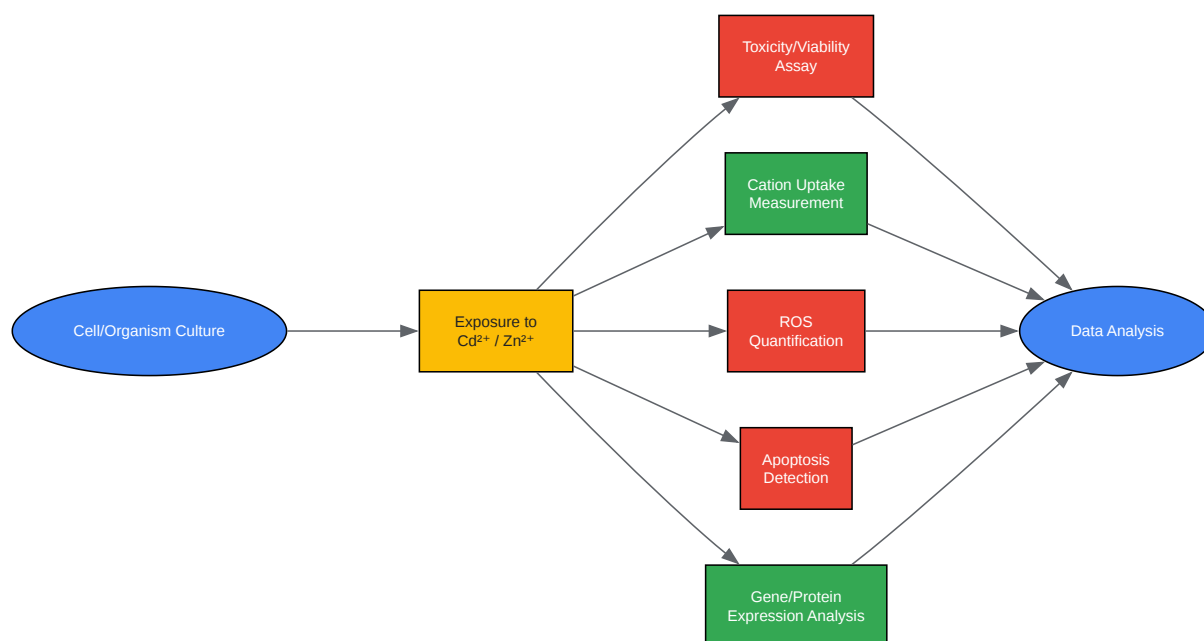 Toxicity/Viability
Assay
Cation Uptake
Measurement
Cell/Organism Culture
Exposure to
Cd²⁺ / Zn²⁺
ROS
Quantification
Data Analysis
Apoptosis
Detection
Gene/Protein
Expression Analysis